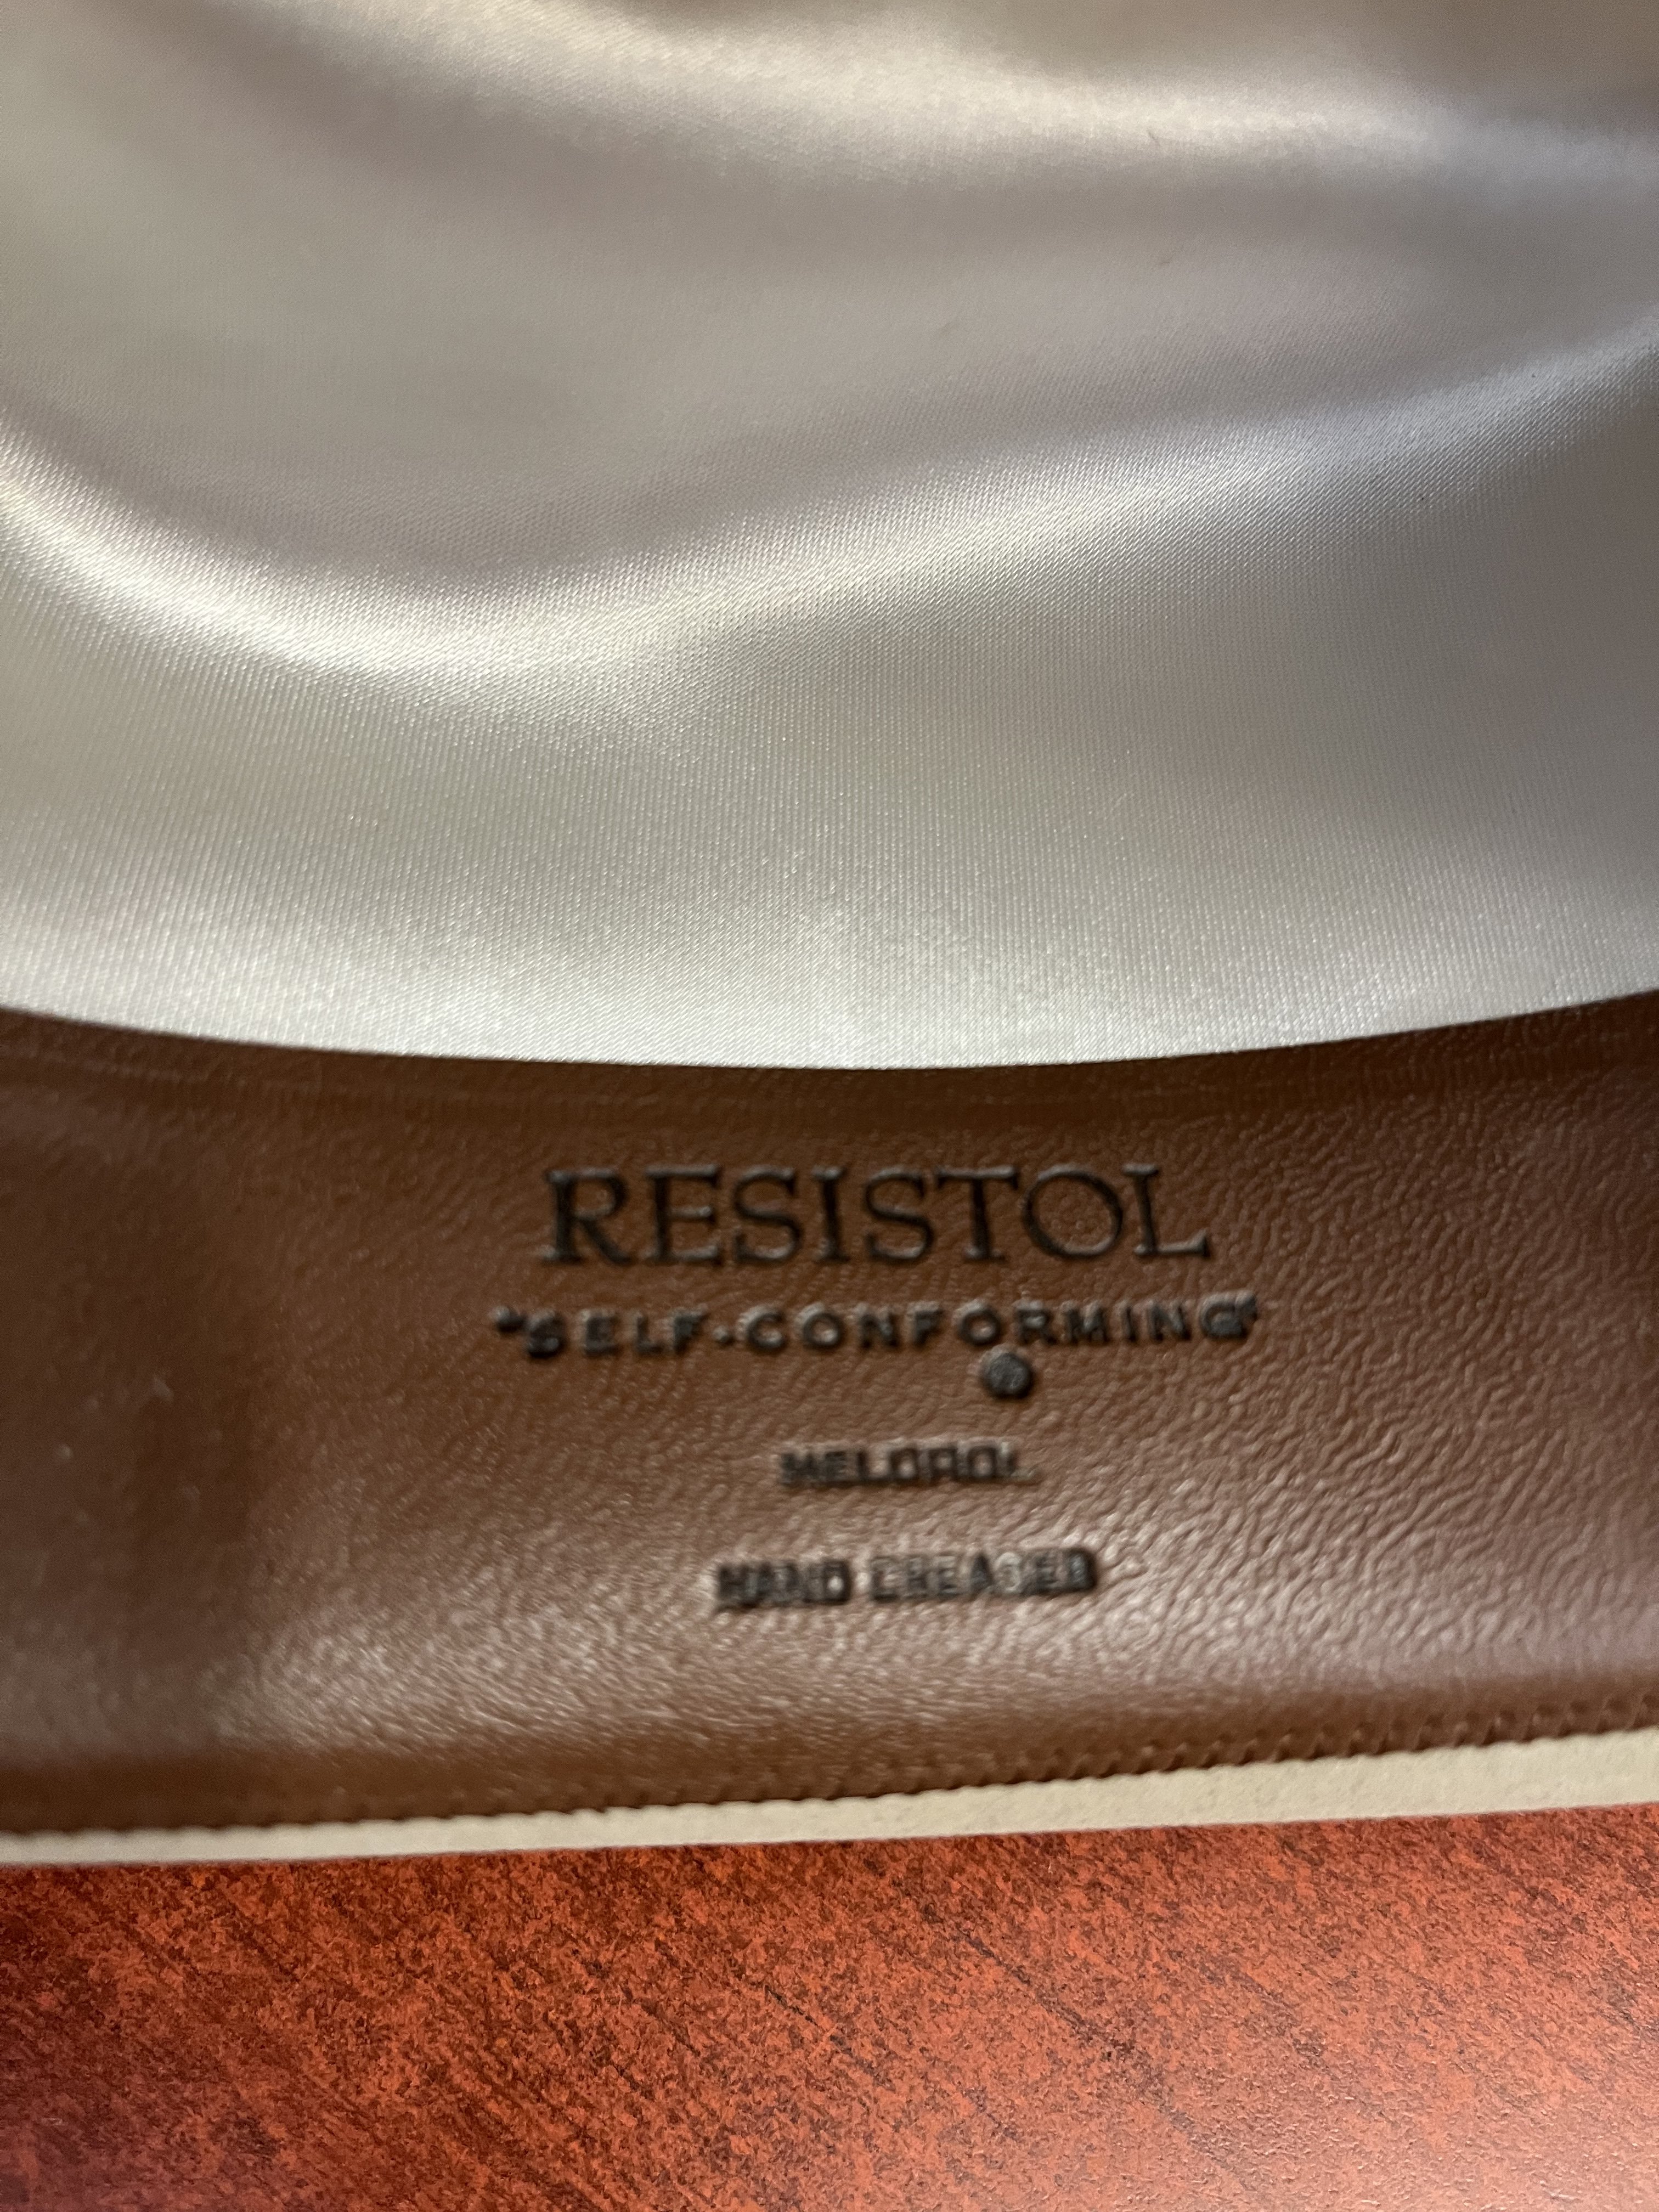 RESISTOL
"SELF-CONFORMING"
®
HAND CREASED